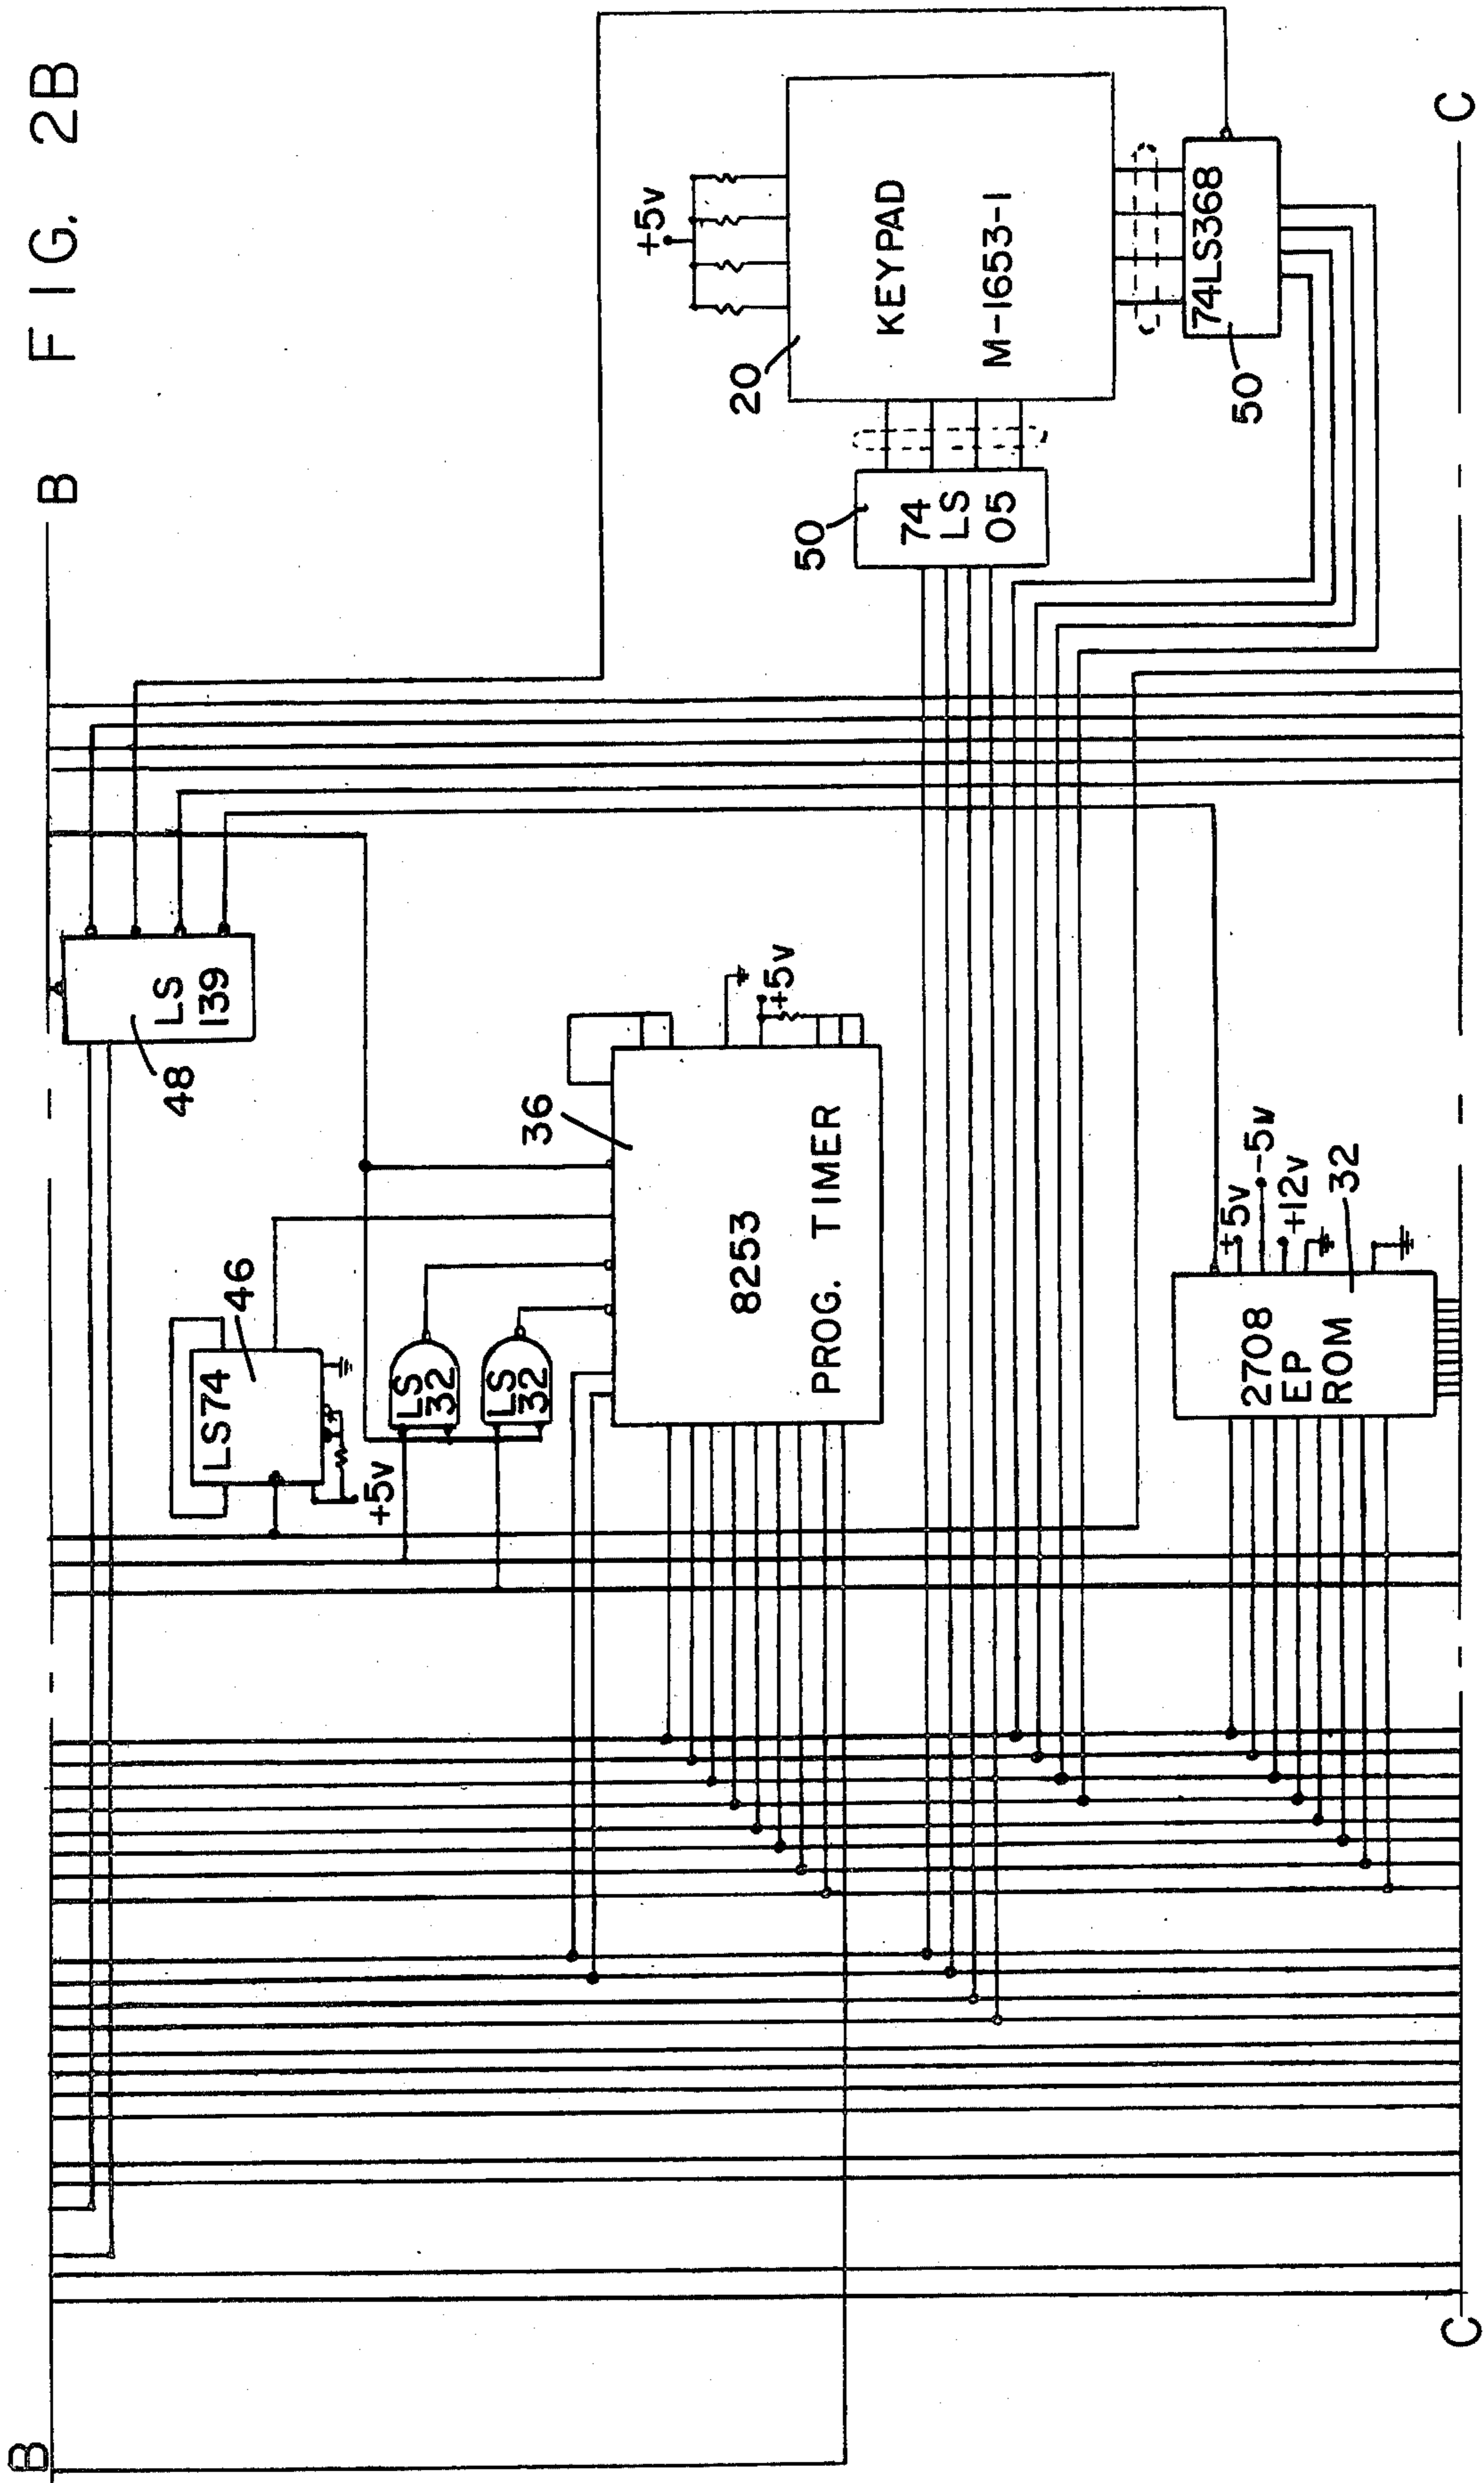 FIG. 2B
B
B
48
LS
139
LS74
46
+5v
LS
32
LS
32
36
8253
PROG. TIMER
+5v
+5v
20
KEYPAD
M-1653-1
50
74
LS
05
74LS368
50
2708
EP
ROM
+5v
-5v
+12v
32
C
C